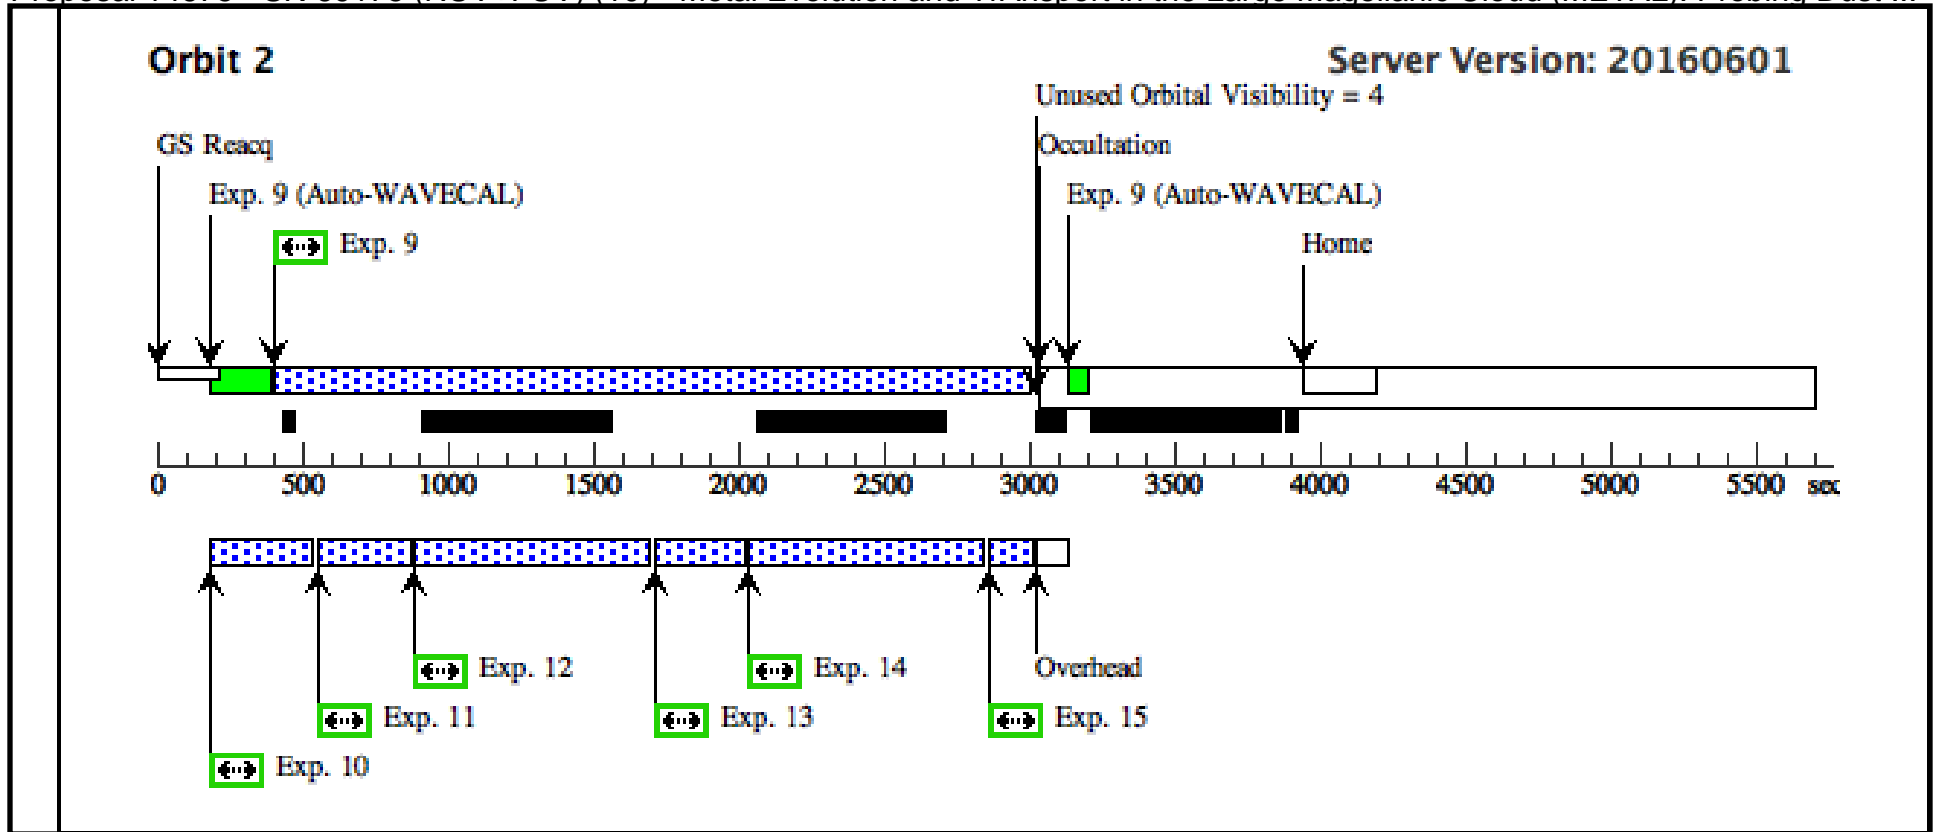 Orbit 2
Server Version: 20160601
Unused Orbital Visibility = 4
GS Reacq
Occultation
Exp. 9 (Auto-WAVECAL)
Exp. 9 (Auto-WAVECAL)
Exp. 9
Home
0 500 1000 1500 2000 2500 3000 3500 4000 4500 5000 5500 sec
Exp. 12
Exp. 14
Overhead
Exp. 11
Exp. 13
Exp. 15
Exp. 10